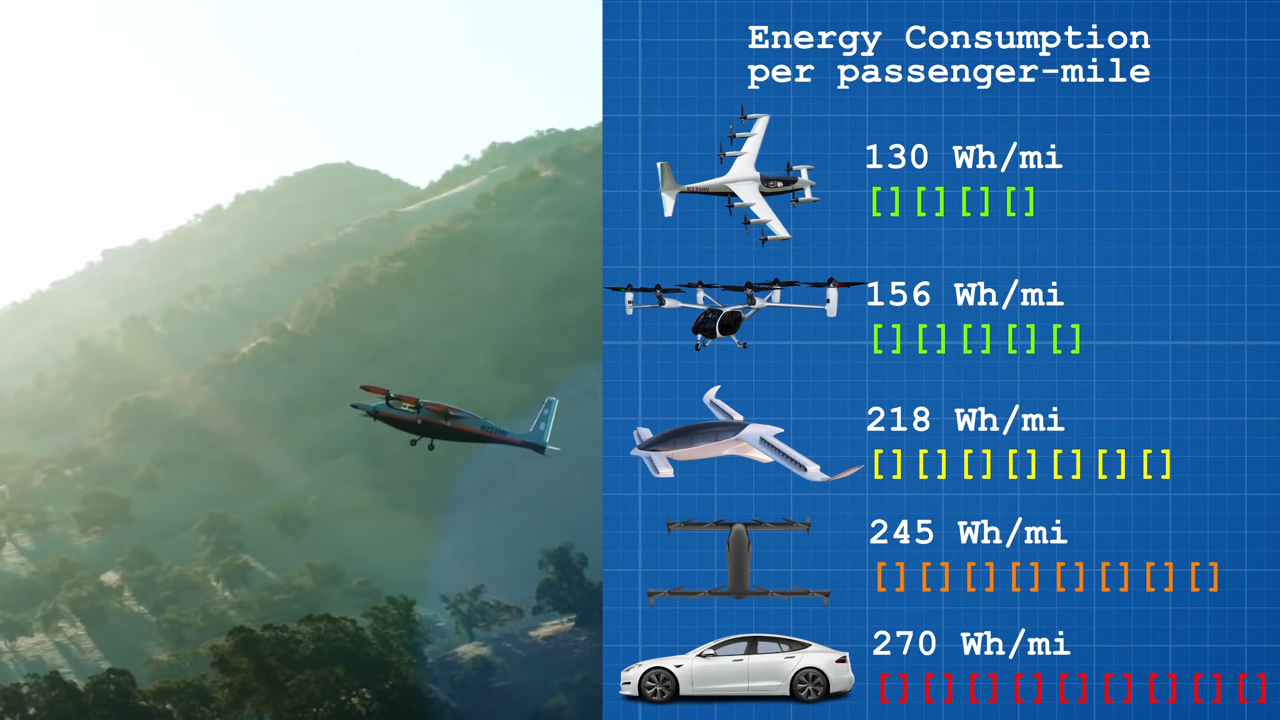 Energy Consumption
per passenger-mile
N230MV
130 Wh/mi
[] [] [] []
156 Wh/mi
[] [] [] [] []
218 Wh/mi
[] [] [] [] [] [] []
245 Wh/mi
[] [] [] [] [] [] [] []
270 Wh/mi
[] [] [] [] [] [] [] [] []